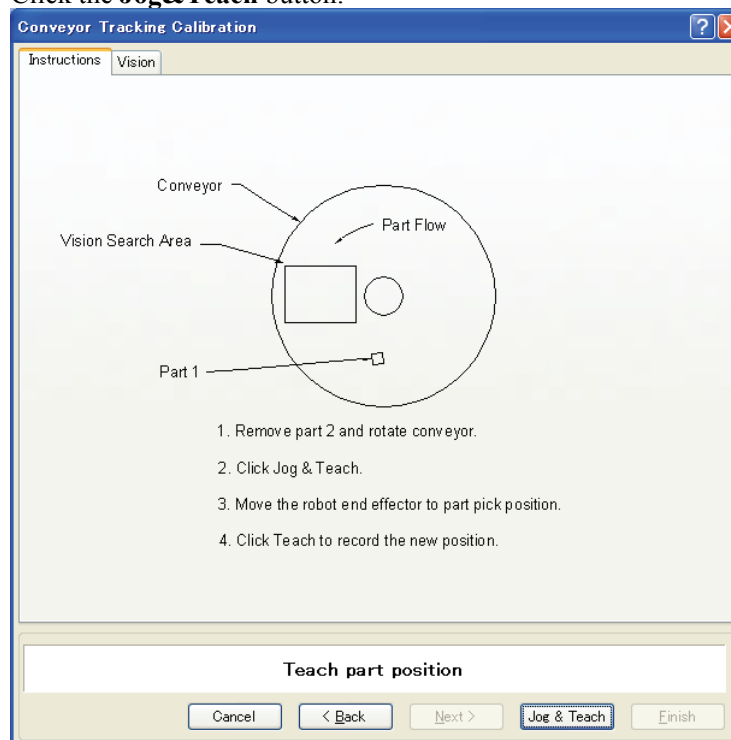 Click the Jog&Teach button.
Conveyor Tracking Calibration
Instructions Vision
Conveyor
Part Flow
Vision Search Area
Part 1
1. Remove part 2 and rotate conveyor.
2. Click Jog & Teach.
3. Move the robot end effector to part pick position.
4. Click Teach to record the new position.
Teach part position
Cancel < Back Next > Jog & Teach Finish